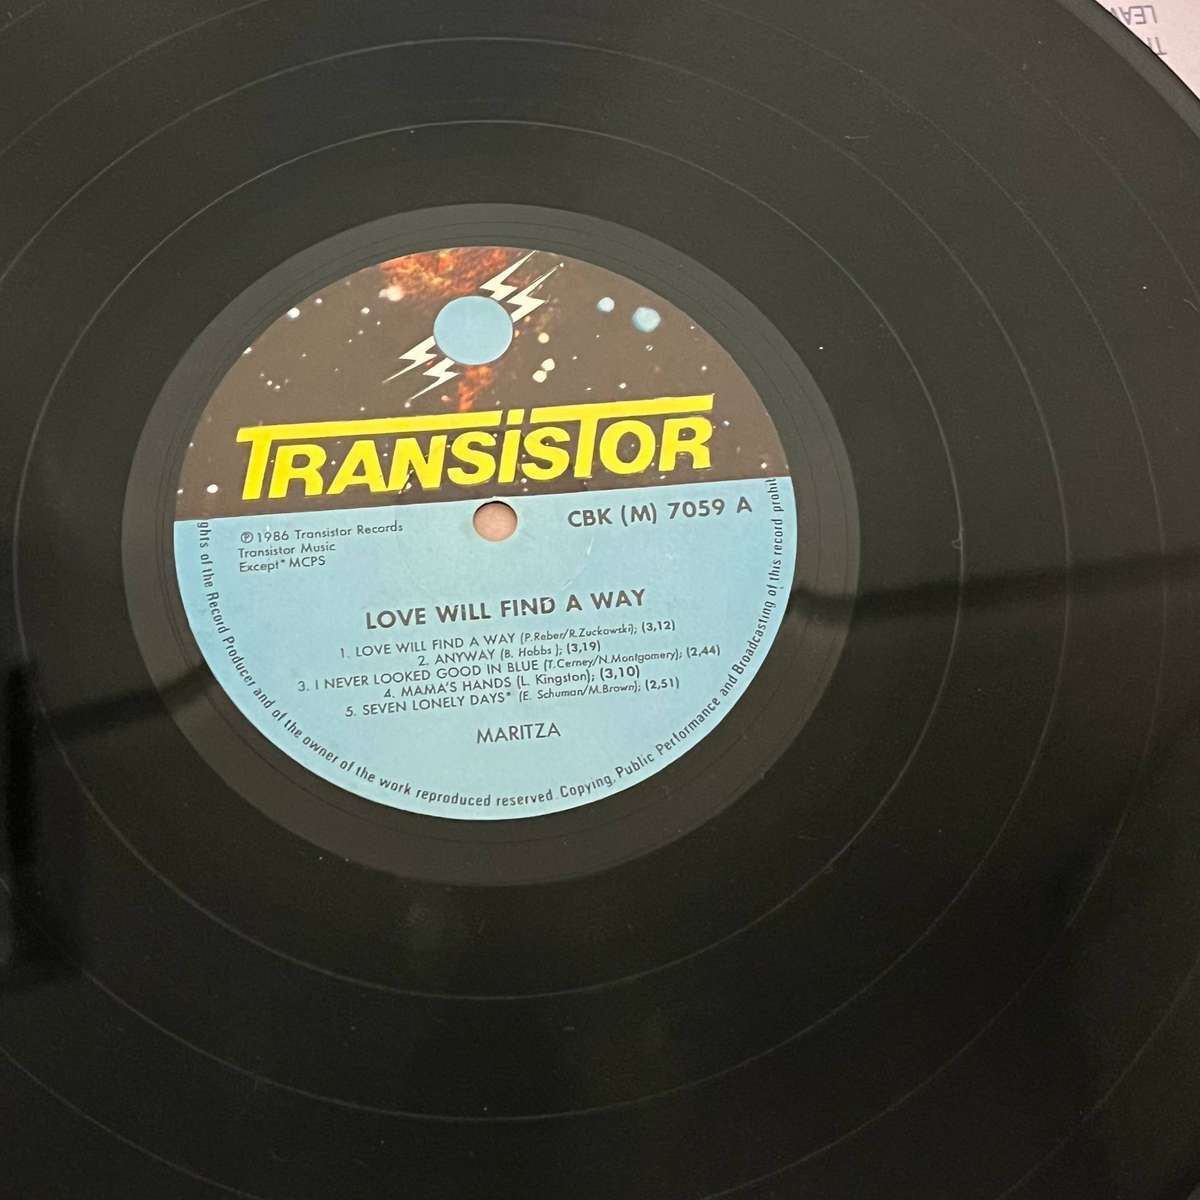 TRANSiSTOR
℗ 1986 Transistor Records
Transistor Music
Except* MCPS
CBK (M) 7059 A
LOVE WILL FIND A WAY
1. LOVE WILL FIND A WAY (P.Reber/R.Zuckowski); (3,12)
2. ANYWAY (B. Hobbs ); (3,19)
3. I NEVER LOOKED GOOD IN BLUE (T.Cerney/N.Montgomery); (2,44)
4. MAMA'S HANDS (L. Kingston); (3,10)
5. SEVEN LONELY DAYS* (E. Schuman/M.Brown); (2,51)
MARITZA
ghts of the Record Producer and of the owner of the work reproduced reserved. Copying, Public Performance and Broadcasting of this record prohit